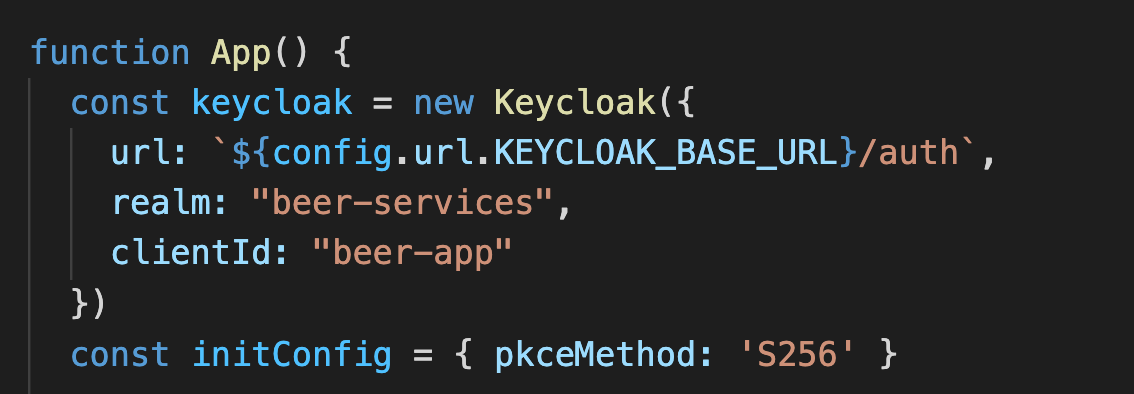 function App() {
  const keycloak = new Keycloak({
    url: `${config.url.KEYCLOAK_BASE_URL}/auth`,
    realm: "beer-services",
    clientId: "beer-app"
  })
  const initConfig = { pkceMethod: 'S256' }